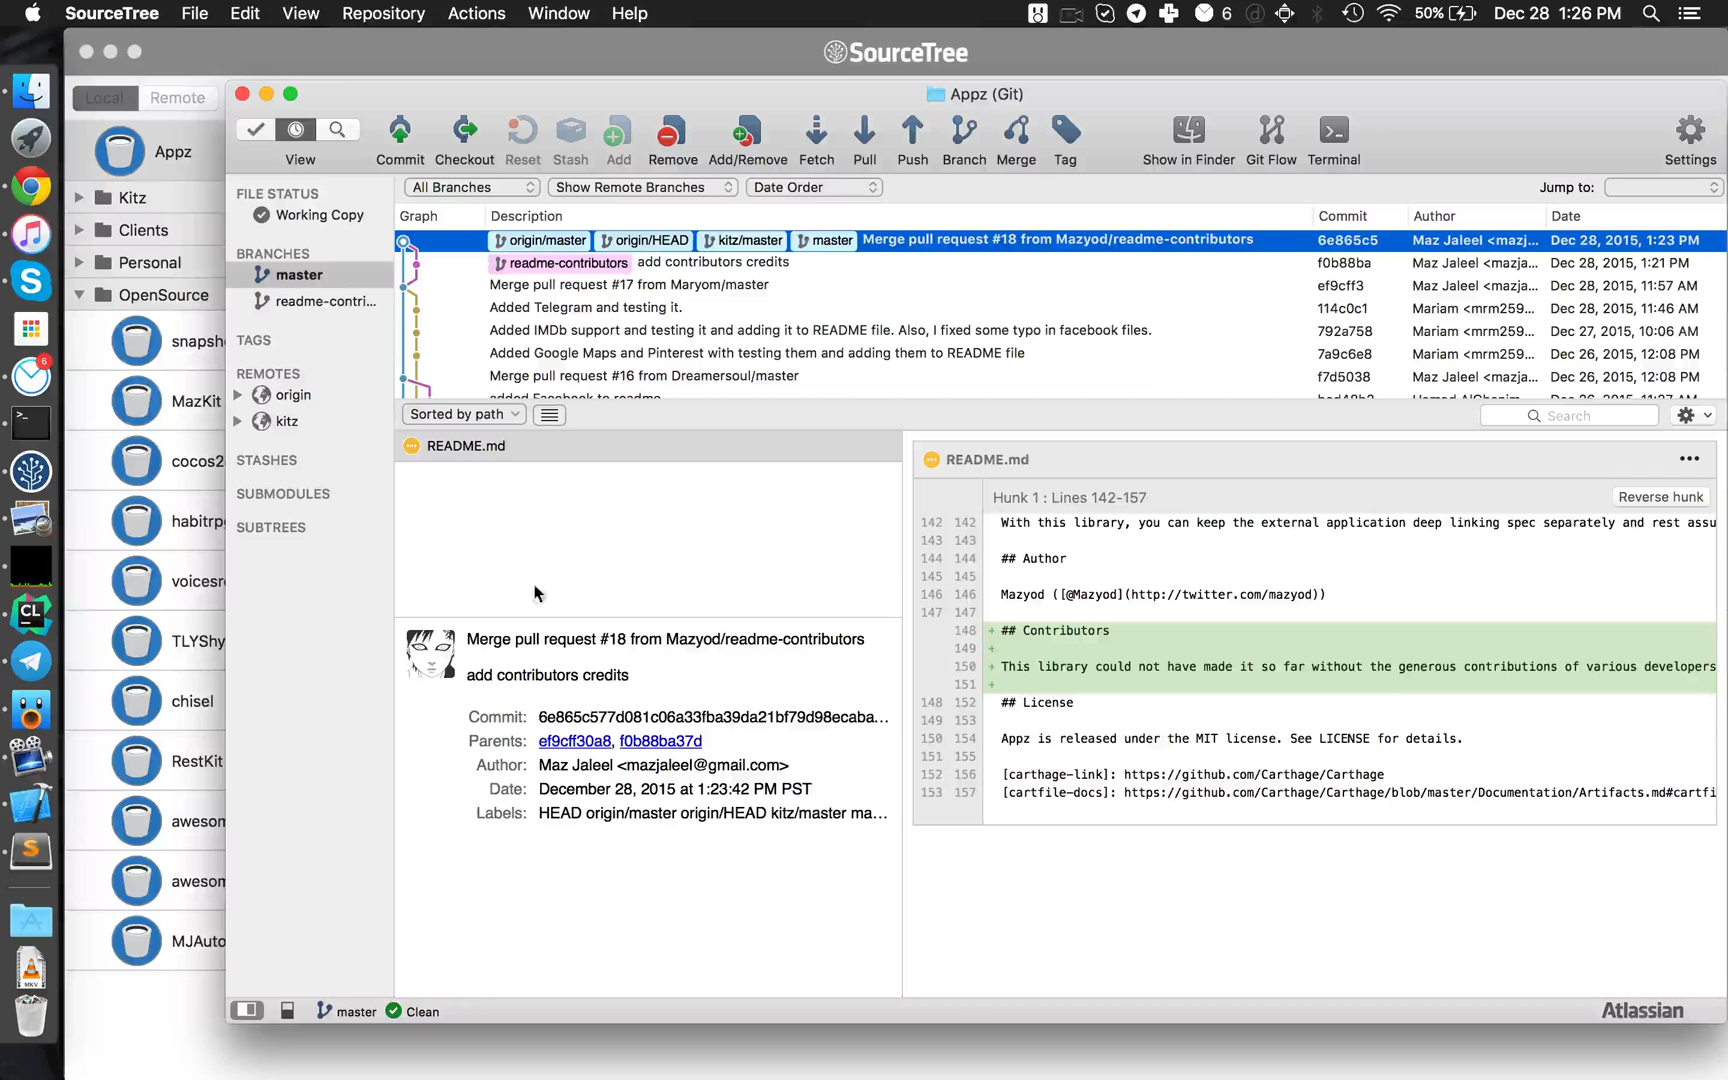 SourceTree File Edit View Repository Actions Window Help 6 50% Dec 28 1:26 PM
SourceTree
Local Remote
Appz (Git)
View Commit Checkout Reset Stash Add Remove Add/Remove Fetch Pull Push Branch Merge Tag Show in Finder Git Flow Terminal Settings
Appz
Kitz
Clients
Personal
OpenSource
snapsh
MazKit
cocos2
habitrp
voicesr
TLYShy
chisel
RestKit
awesom
awesom
MJAuto
FILE STATUS
Working Copy
BRANCHES
master
readme-contri...
TAGS
REMOTES
origin
kitz
STASHES
SUBMODULES
SUBTREES
All Branches Show Remote Branches Date Order Jump to:
Graph Description Commit Author Date
origin/master origin/HEAD kitz/master master Merge pull request #18 from Mazyod/readme-contributors 6e865c5 Maz Jaleel <mazj... Dec 28, 2015, 1:23 PM
readme-contributors add contributors credits f0b88ba Maz Jaleel <mazja... Dec 28, 2015, 1:21 PM
Merge pull request #17 from Maryom/master ef9cff3 Maz Jaleel <mazja... Dec 28, 2015, 11:57 AM
Added Telegram and testing it. 114c0c1 Mariam <mrm259... Dec 28, 2015, 11:46 AM
Added IMDb support and testing it and adding it to README file. Also, I fixed some typo in facebook files. 792a758 Mariam <mrm259... Dec 27, 2015, 10:06 AM
Added Google Maps and Pinterest with testing them and adding them to README file 7a9c6e8 Mariam <mrm259... Dec 26, 2015, 12:08 PM
Merge pull request #16 from Dreamersoul/master f7d5038 Maz Jaleel <mazja... Dec 26, 2015, 12:08 PM
added Facebook to readme
Sorted by path Search
README.md
Merge pull request #18 from Mazyod/readme-contributors
add contributors credits
Commit: 6e865c577d081c06a33fba39da21bf79d98ecaba...
Parents: ef9cff30a8, f0b88ba37d
Author: Maz Jaleel <mazjaleel@gmail.com>
Date: December 28, 2015 at 1:23:42 PM PST
Labels: HEAD origin/master origin/HEAD kitz/master ma...
README.md
Hunk 1 : Lines 142-157 Reverse hunk
142 142 With this library, you can keep the external application deep linking spec separately and rest assu
143 143
144 144 ## Author
145 145
146 146 Mazyod ([@Mazyod](http://twitter.com/mazyod))
147 147
148 + ## Contributors
149 +
150 + This library could not have made it so far without the generous contributions of various developers
151 +
148 152 ## License
149 153
150 154 Appz is released under the MIT license. See LICENSE for details.
151 155
152 156 [carthage-link]: https://github.com/Carthage/Carthage
153 157 [cartfile-docs]: https://github.com/Carthage/Carthage/blob/master/Documentation/Artifacts.md#cartfi
master Clean Atlassian
6
CL
S
MKV